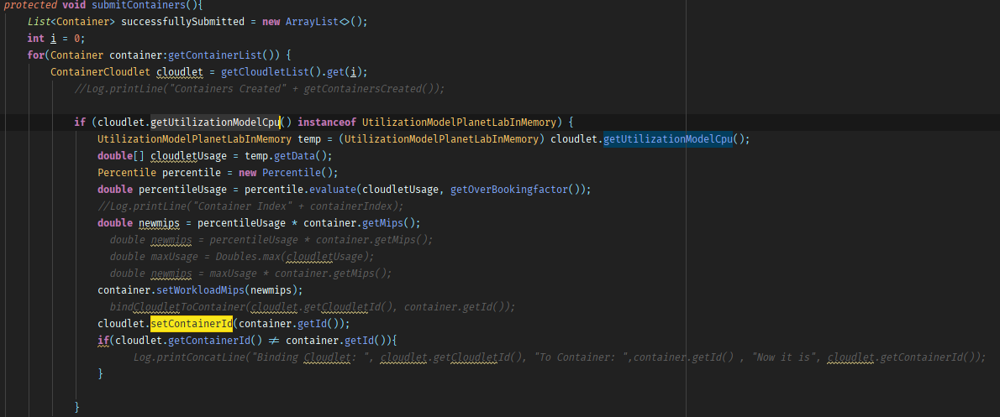 protected void submitContainers(){
List<Container> successfullySubmitted = new ArrayList<>();
int i = 0;
for(Container container:getContainerList()) {
ContainerCloudlet cloudlet = getCloudletList().get(i);
//Log.printLine("Containers Created" + getContainersCreated());
if (cloudlet.getUtilizationModelCpu() instanceof UtilizationModelPlanetLabInMemory) {
UtilizationModelPlanetLabInMemory temp = (UtilizationModelPlanetLabInMemory) cloudlet.getUtilizationModelCpu();
double[] cloudletUsage = temp.getData();
Percentile percentile = new Percentile();
double percentileUsage = percentile.evaluate(cloudletUsage, getOverBookingfactor());
//Log.printLine("Container Index" + containerIndex);
double newmips = percentileUsage * container.getMips();
double newmips = percentileUsage * container.getMips();
double maxUsage = Doubles.max(cloudletUsage);
double newmips = maxUsage * container.getMips();
container.setWorkloadMips(newmips);
bindCloudletToContainer(cloudlet.getCloudletId(), container.getId());
cloudlet.setContainerId(container.getId());
if(cloudlet.getContainerId() ≠ container.getId()){
Log.printConcatLine("Binding Cloudlet: ", cloudlet.getCloudletId(), "To Container: ",container.getId() , "Now it is", cloudlet.getContainerId());
}
}